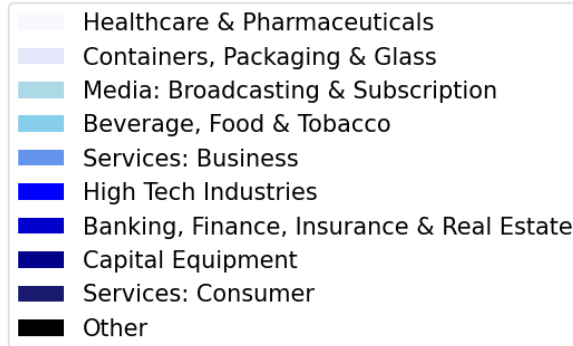 Healthcare & Pharmaceuticals
Containers, Packaging & Glass
Media: Broadcasting & Subscription
Beverage, Food & Tobacco
Services: Business
High Tech Industries
Banking, Finance, Insurance & Real Estate
Capital Equipment
Services: Consumer
Other